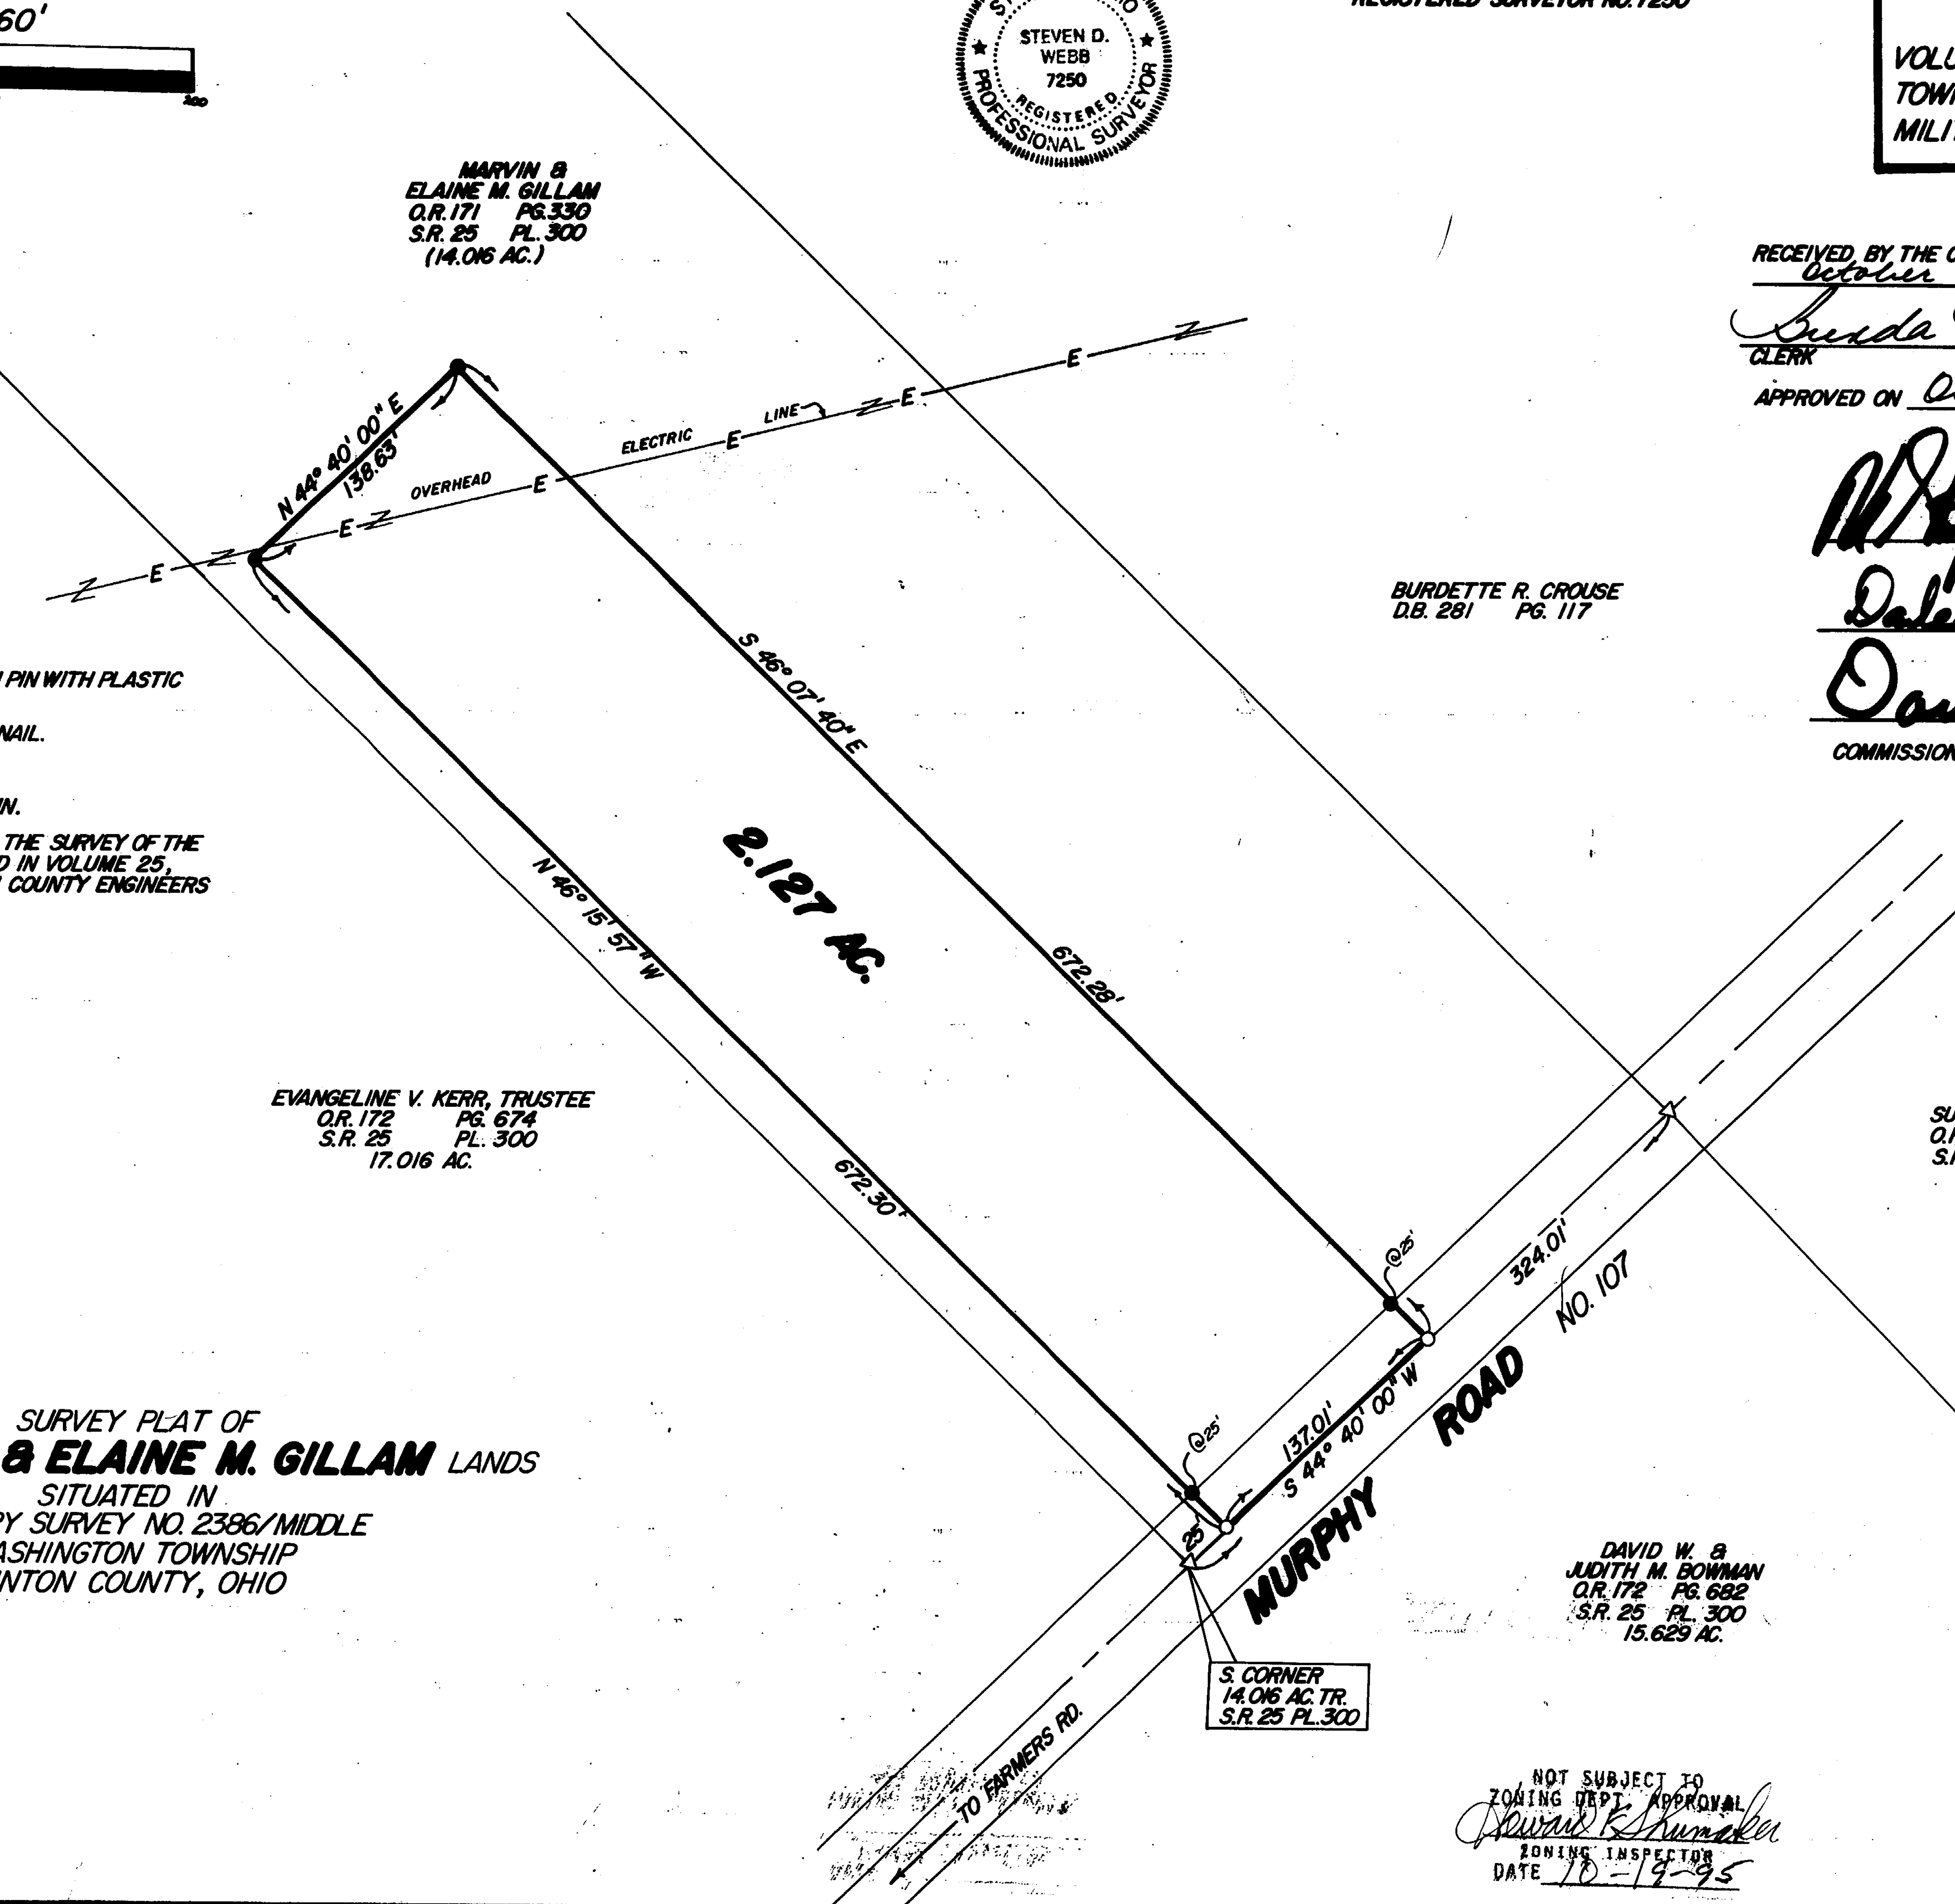 60'
200
STEVEN D.
WEBB
7250
REGISTERED
PROFESSIONAL SURVEYOR
REGISTERED SURVEYOR NO. 7250
MARVIN &
ELAINE M. GILLAM
O.R. 171 PG. 330
S.R. 25 PL. 300
(14.016 AC.)
RECEIVED BY THE
October
CLERK
APPROVED ON
COMMISSION
N 44° 40' 00" E
138.63'
E
E
OVERHEAD
E
ELECTRIC
E
LINE
E
E
BURDETTE R. CROUSE
D.B. 281 PG. 117
S 46° 07' 40" E
672.28'
PIN WITH PLASTIC
NAIL.
THE SURVEY OF THE
IN VOLUME 25,
COUNTY ENGINEERS
2.127 AC.
N 46° 15' 57" W
672.30'
EVANGELINE V. KERR, TRUSTEE
O.R. 172 PG. 674
S.R. 25 PL. 300
17.016 AC.
@25'
324.01'
NO. 107
@25'
137.01'
S 44° 40' 00" W
25'
MURPHY ROAD
SURVEY PLAT OF
& ELAINE M. GILLAM LANDS
SITUATED IN
SURVEY NO. 2386/MIDDLE
ASHINGTON TOWNSHIP
NTON COUNTY, OHIO
DAVID W. &
JUDITH M. BOWMAN
O.R. 172 PG. 682
S.R. 25 PL. 300
15.629 AC.
S. CORNER
14.016 AC. TR.
S.R. 25 PL. 300
TO FARMERS RD.
NOT SUBJECT TO
ZONING DEPT. APPROVAL
Howard F Shumaker
ZONING INSPECTOR
DATE 10-19-95